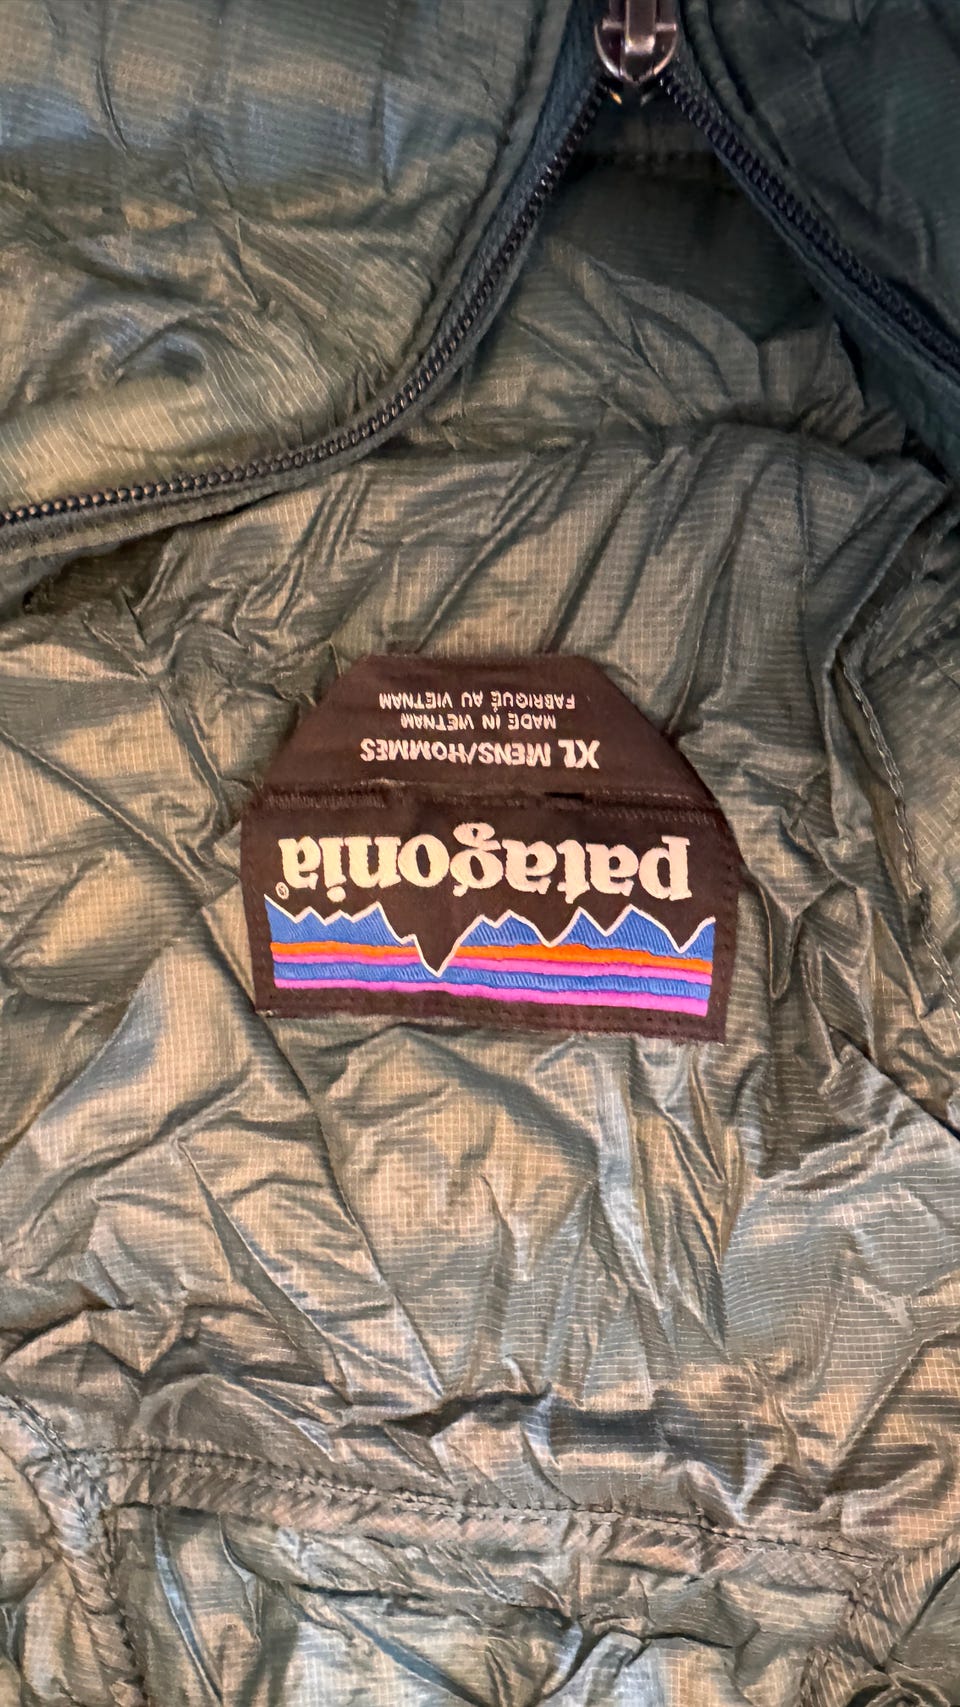 patagonia®
XL MENS/HOMMES
MADE IN VIETNAM
FABRIQUÉ AU VIETNAM